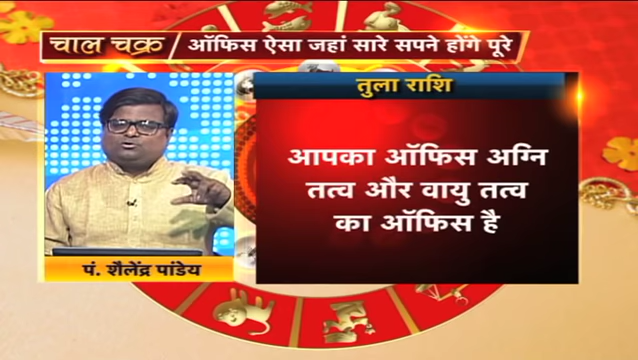 चाल चक्र / ऑफिस ऐसा जहां सारे सपने होंगे पूरे
तुला राशि
आपका ऑफिस अग्नि
तत्व और वायु तत्व
का ऑफिस है
पं. शैलेंद्र पांडेय